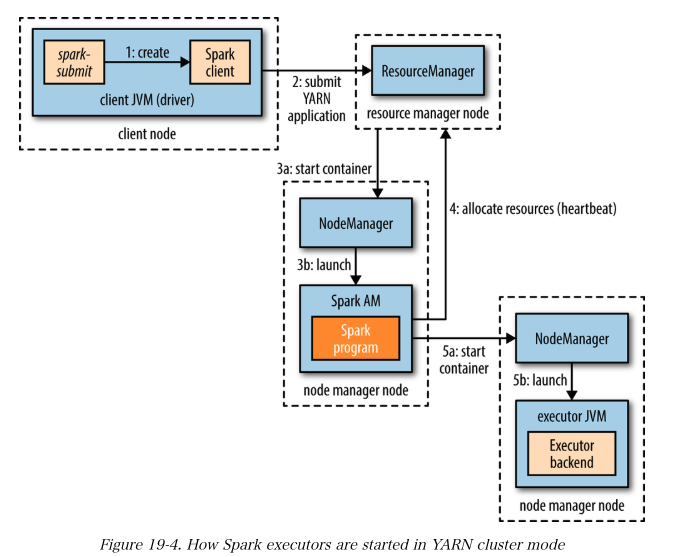 spark-
submit
1: create
Spark
client
client JVM (driver)
client node
2: submit
YARN
application
ResourceManager
resource manager node
3a: start container
NodeManager
3b: launch
Spark AM
Spark
program
node manager node
4: allocate resources (heartbeat)
5a: start
container
NodeManager
5b: launch
executor JVM
Executor
backend
node manager node
Figure 19-4. How Spark executors are started in YARN cluster mode